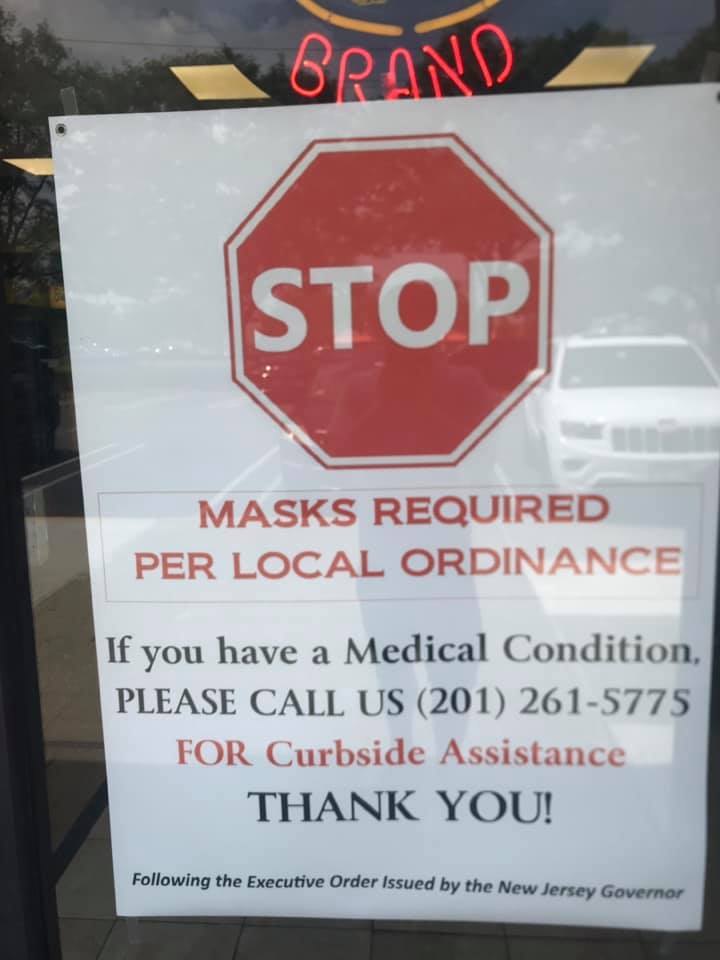 BRAND
STOP
MASKS REQUIRED
PER LOCAL ORDINANCE
If you have a Medical Condition,
PLEASE CALL US (201) 261-5775
FOR Curbside Assistance
THANK YOU!
Following the Executive Order Issued by the New Jersey Governor